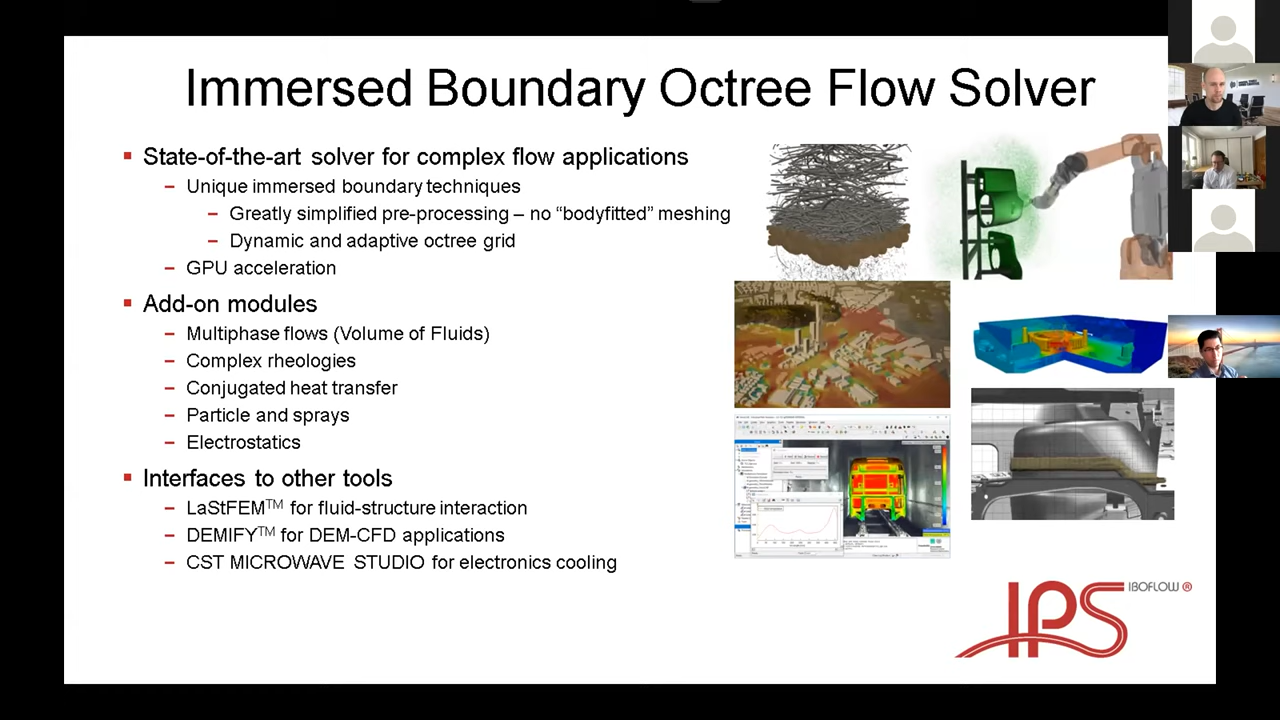 Immersed Boundary Octree Flow Solver
State-of-the-art solver for complex flow applications
– Unique immersed boundary techniques
– Greatly simplified pre-processing – no “bodyfitted” meshing
– Dynamic and adaptive octree grid
– GPU acceleration
Add-on modules
– Multiphase flows (Volume of Fluids)
– Complex rheologies
– Conjugated heat transfer
– Particle and sprays
– Electrostatics
Interfaces to other tools
– LaStFEM™ for fluid-structure interaction
– DEMIFY™ for DEM-CFD applications
– CST MICROWAVE STUDIO for electronics cooling
IPS IBOFLOW ®